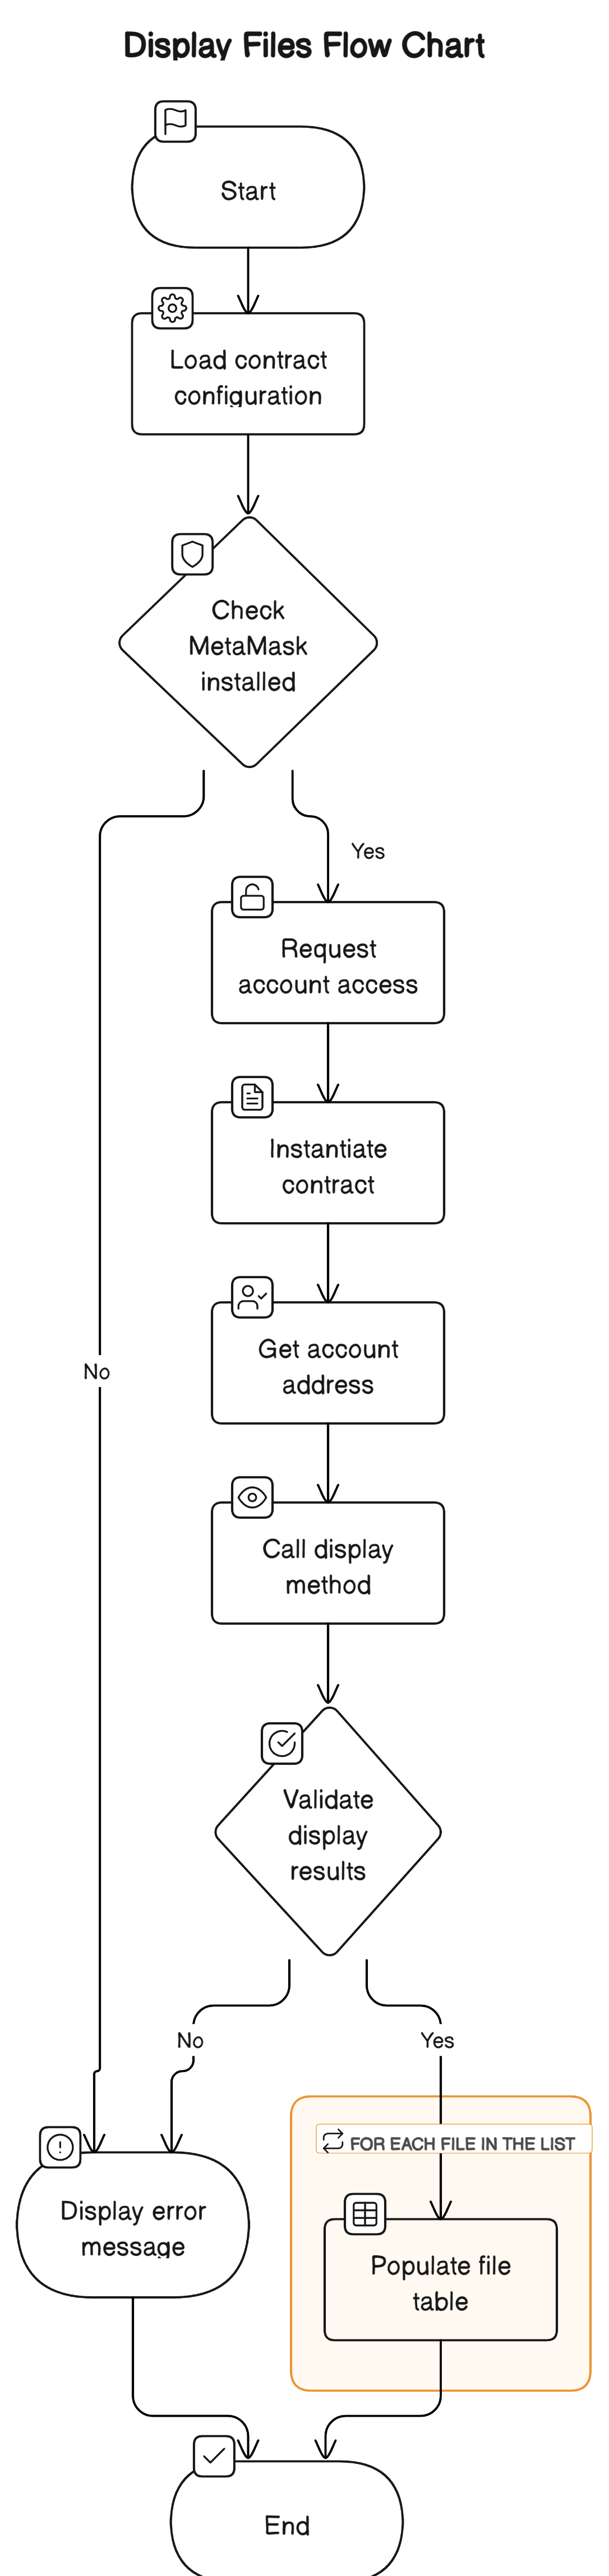 Display Files Flow Chart
Start
Load contract
configuration
Check
MetaMask
installed
Yes
Request
account access
Instantiate
contract
No
Get account
address
Call display
method
Validate
display
results
No
Yes
FOR EACH FILE IN THE LIST
Display error
message
Populate file
table
End